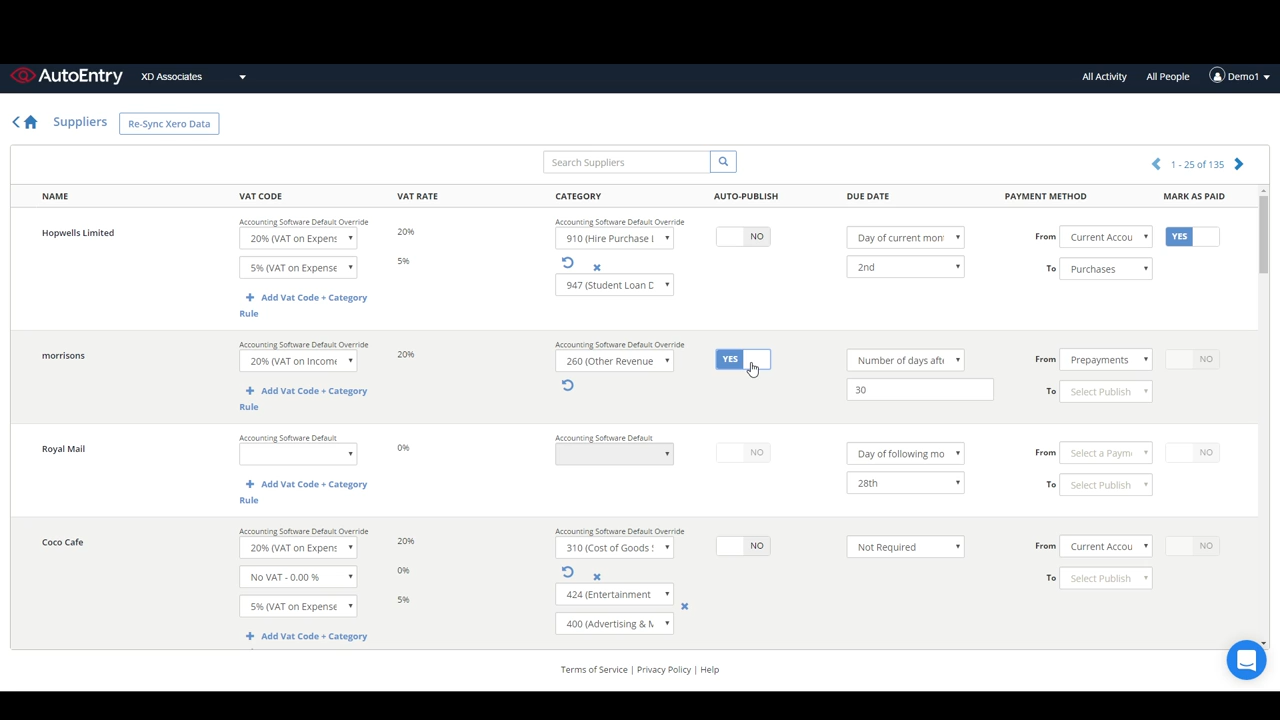 AutoEntry XD Associates All Activity All People Demo1
Suppliers Re-Sync Xero Data
Search Suppliers 1 - 25 of 135
NAME VAT CODE VAT RATE CATEGORY AUTO-PUBLISH DUE DATE PAYMENT METHOD MARK AS PAID
Accounting Software Default Override Accounting Software Default Override
Hopwells Limited 20% (VAT on Expens 20% 910 (Hire Purchase L NO Day of current mont From Current Accou YES
5% (VAT on Expense 5% 2nd To Purchases
947 (Student Loan D
Add Vat Code + Category
Rule
Accounting Software Default Override Accounting Software Default Override
morrisons 20% (VAT on Income 20% 260 (Other Revenue YES Number of days afte From Prepayments NO
30 To Select Publish
Add Vat Code + Category
Rule
Accounting Software Default Accounting Software Default
Royal Mail 0% NO Day of following mo From Select a Paym NO
28th To Select Publish
Add Vat Code + Category
Rule
Accounting Software Default Override Accounting Software Default Override
Coco Cafe 20% (VAT on Expens 20% 310 (Cost of Goods S NO Not Required From Current Accou NO
No VAT - 0.00 % 0% To Select Publish
424 (Entertainment
5% (VAT on Expense 5%
400 (Advertising & M
Add Vat Code + Category
Terms of Service | Privacy Policy | Help